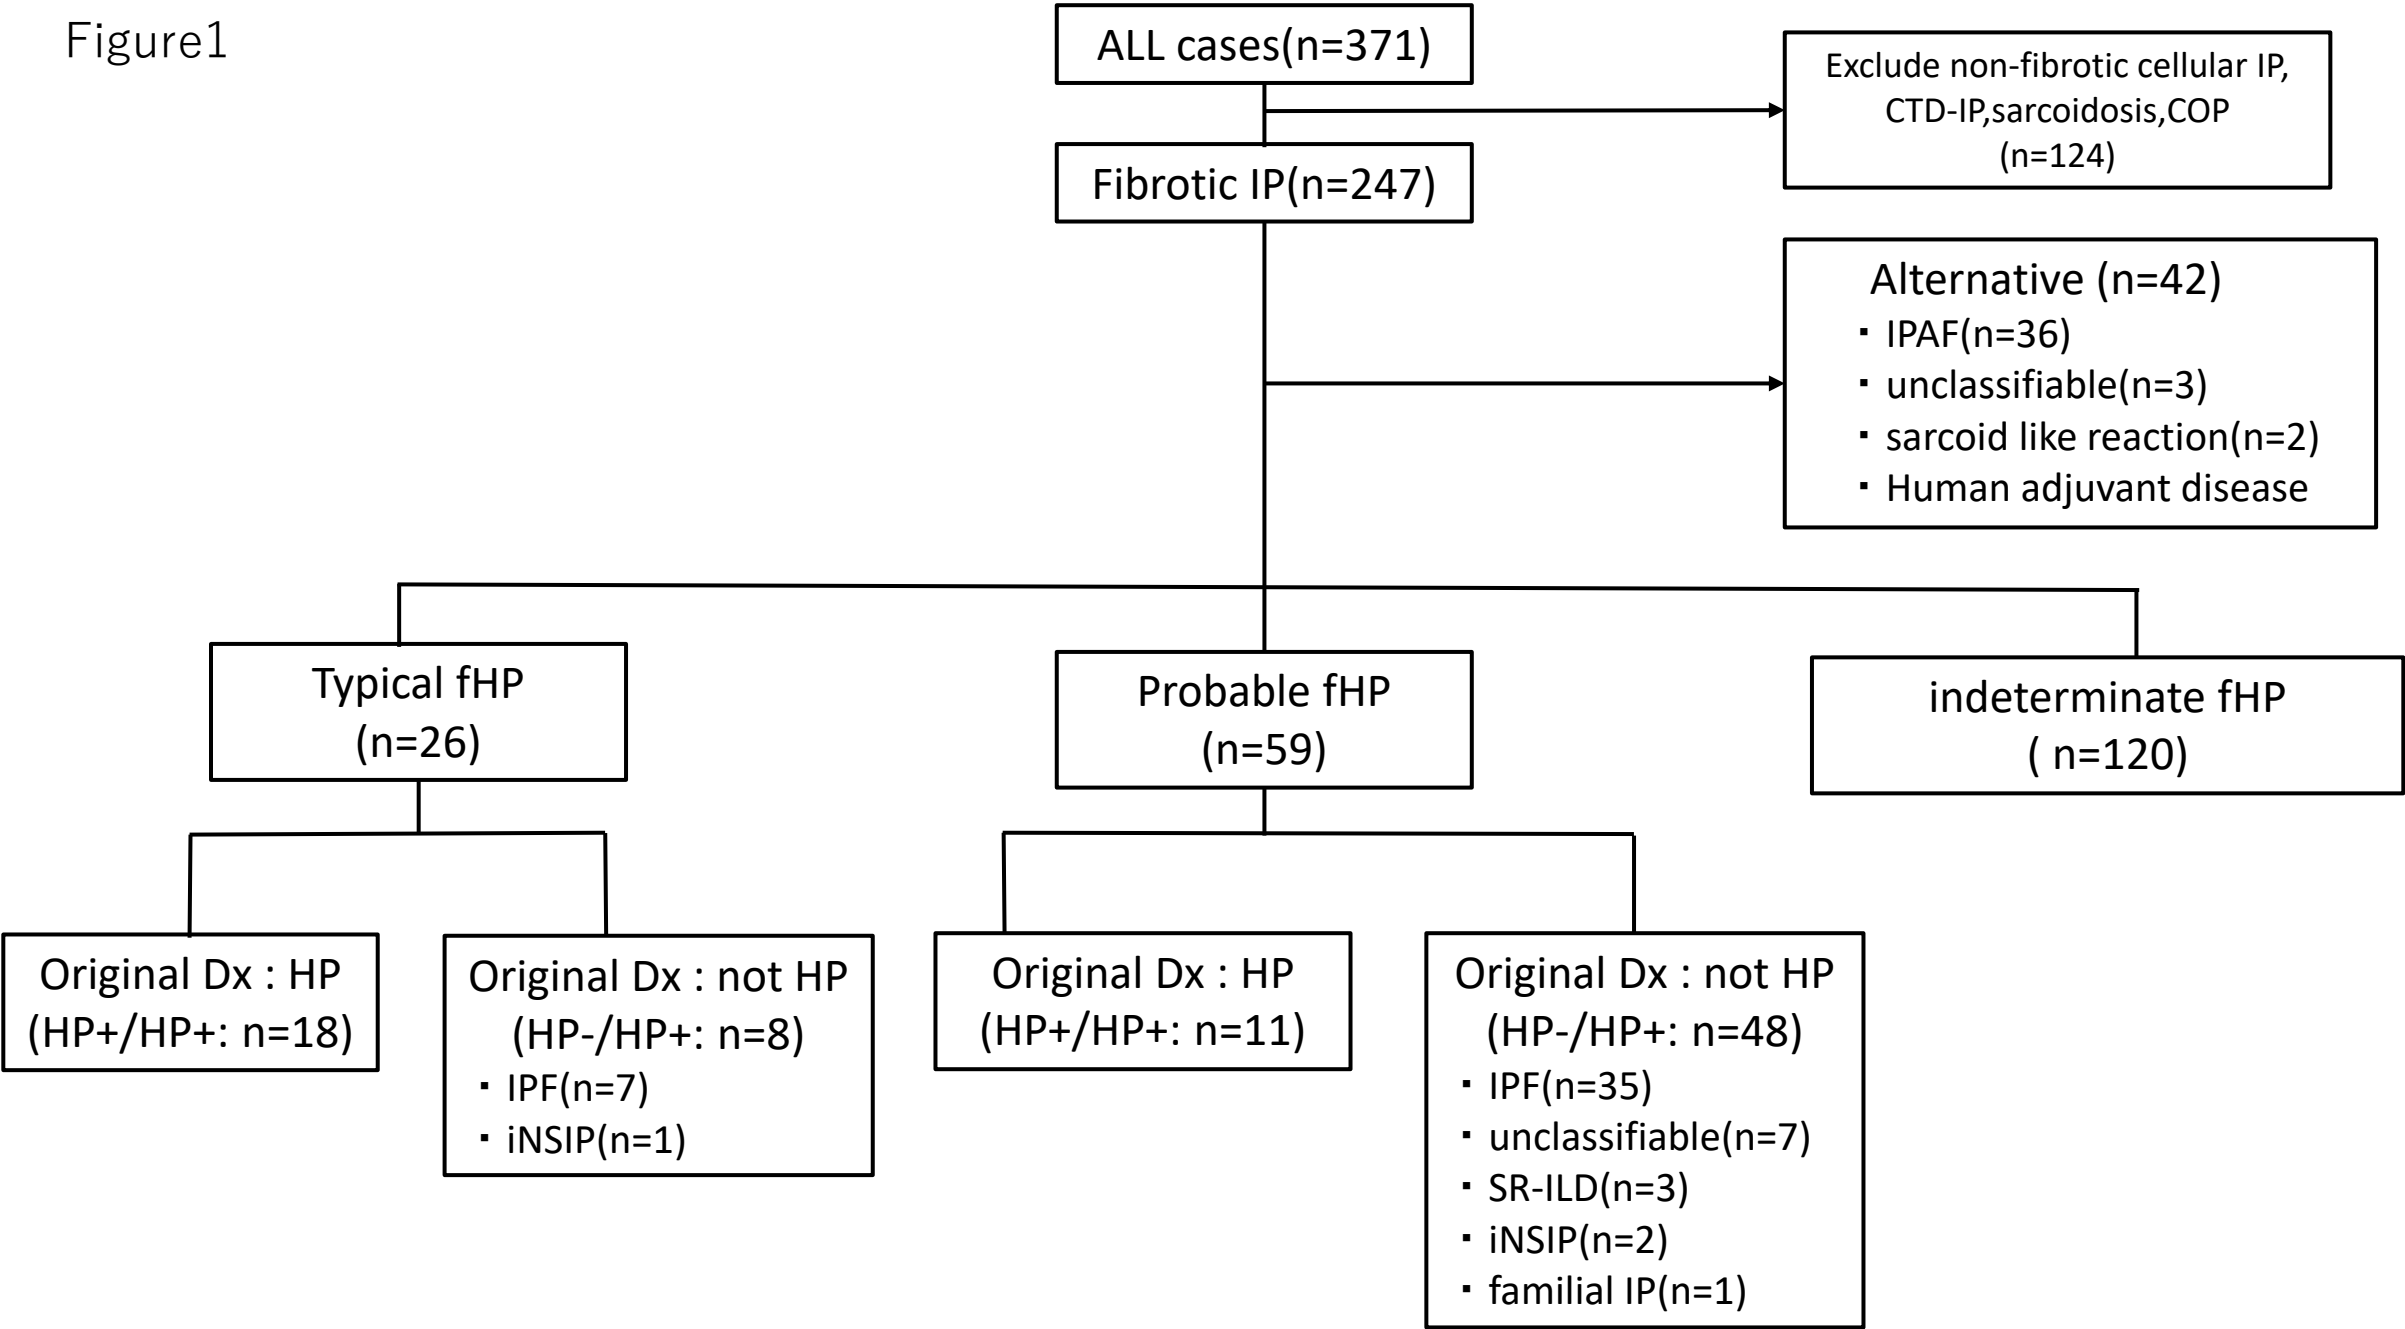 Figure1
ALL cases(n=371)
Exclude non-fibrotic cellular IP,
CTD-IP,sarcoidosis,COP
(n=124)
Fibrotic IP(n=247)
Alternative (n=42)
・IPAF(n=36)
・unclassifiable(n=3)
・sarcoid like reaction(n=2)
・Human adjuvant disease
Typical fHP
(n=26)
Probable fHP
(n=59)
indeterminate fHP
( n=120)
Original Dx : HP
(HP+/HP+: n=18)
Original Dx : not HP
(HP-/HP+: n=8)
・IPF(n=7)
・iNSIP(n=1)
Original Dx : HP
(HP+/HP+: n=11)
Original Dx : not HP
(HP-/HP+: n=48)
・IPF(n=35)
・unclassifiable(n=7)
・SR-ILD(n=3)
・iNSIP(n=2)
・familial IP(n=1)